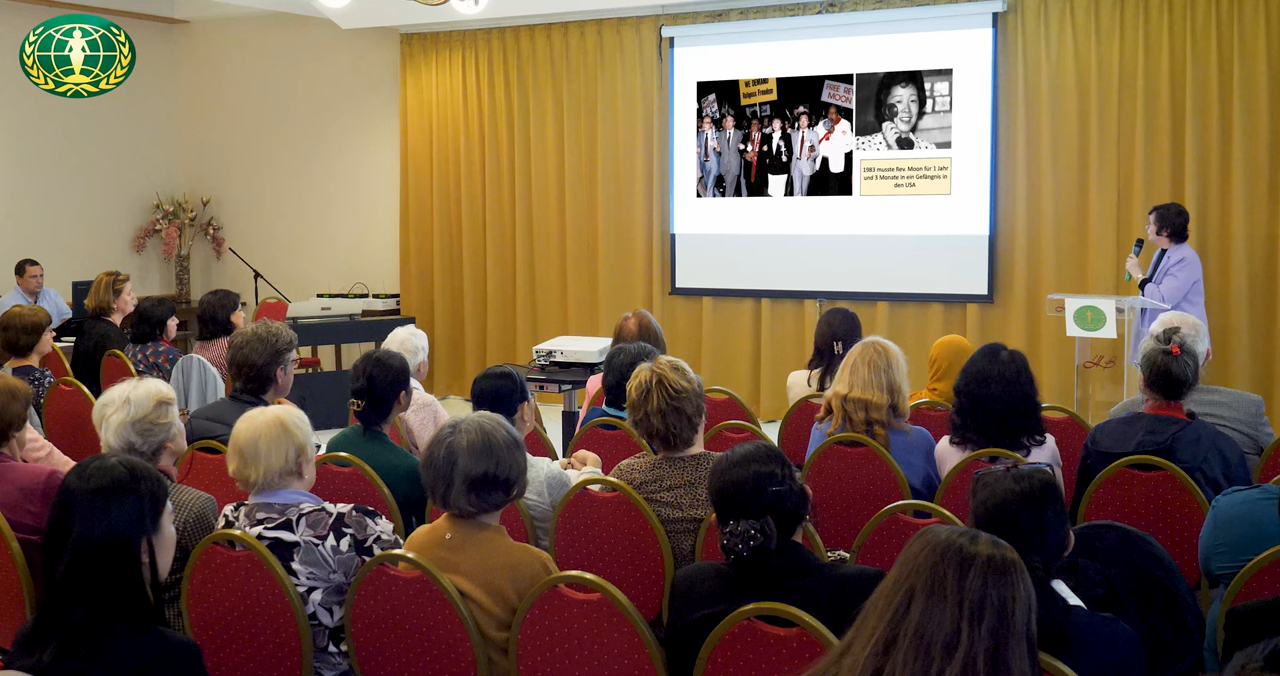 WE DEMAND
Religious Freedom
FREE REV
MOON
1983 musste Rev. Moon für 1 Jahr
und 3 Monate in ein Gefängnis in
den USA